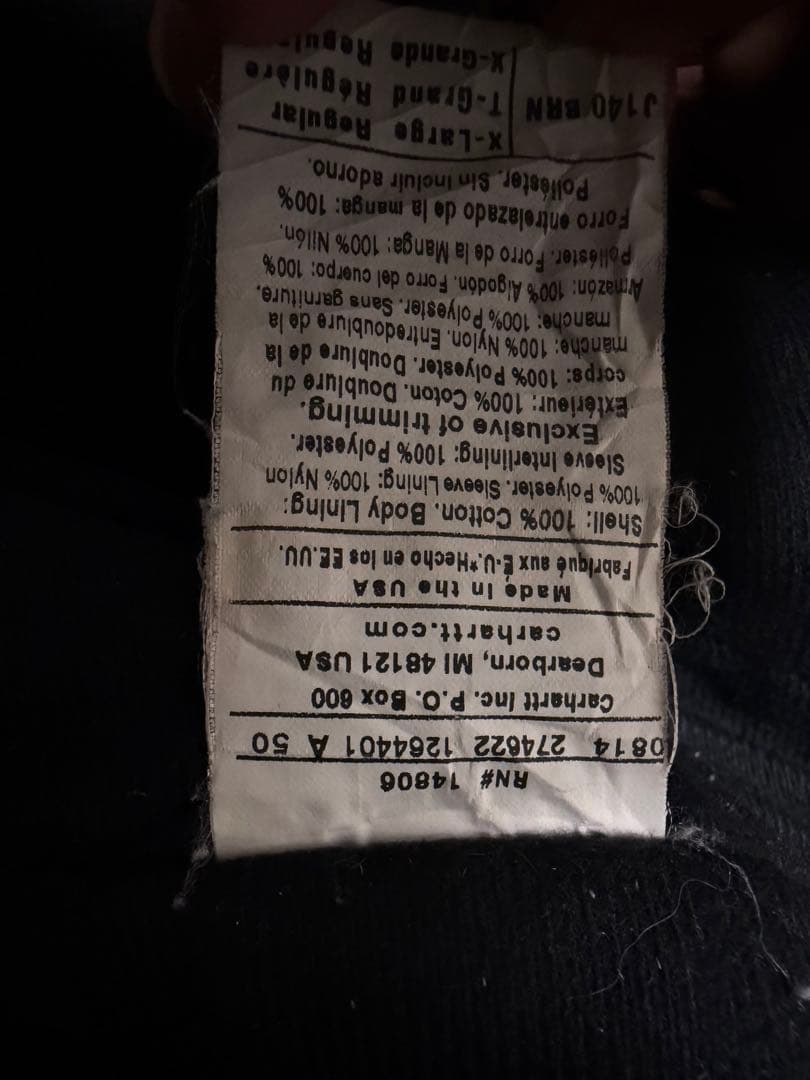 J140 BRN X-Large Regular
T-Grand Régulière
X-Grande
Shell: 100% Cotton. Body Lining:
100% Polyester. Sleeve Lining: 100% Nylon
Sleeve Interlining: 100% Polyester.
Exclusive of trimming.
Extérieur: 100% Coton. Doublure du
corps: 100% Polyester. Doublure de la
manche: 100% Nylon. Entredoublure de la
manche: 100% Polyester. Sans garniture.
Armazón: 100% Algodón. Forro del cuerpo: 100%
Poliéster. Forro de la Manga: 100% Nilón.
Forro entrelazado de la manga: 100%
Poliéster. Sin incluir adorno.
Made in the USA
Fabriqué aux É-U.*Hecho en los EE.UU.
Carhartt Inc. P.O. Box 600
Dearborn, MI 48121 USA
carhartt.com
0814 274622 1264401 A 50
RN# 14806